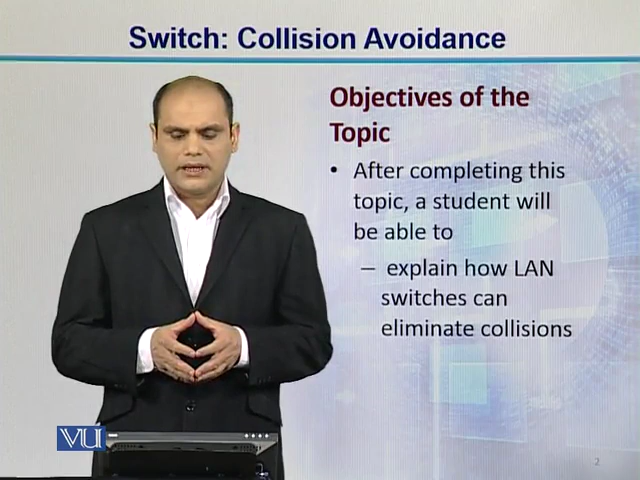 Switch: Collision Avoidance
Objectives of the
Topic
• After completing this
topic, a student will
be able to
– explain how LAN
switches can
eliminate collisions
VU
2